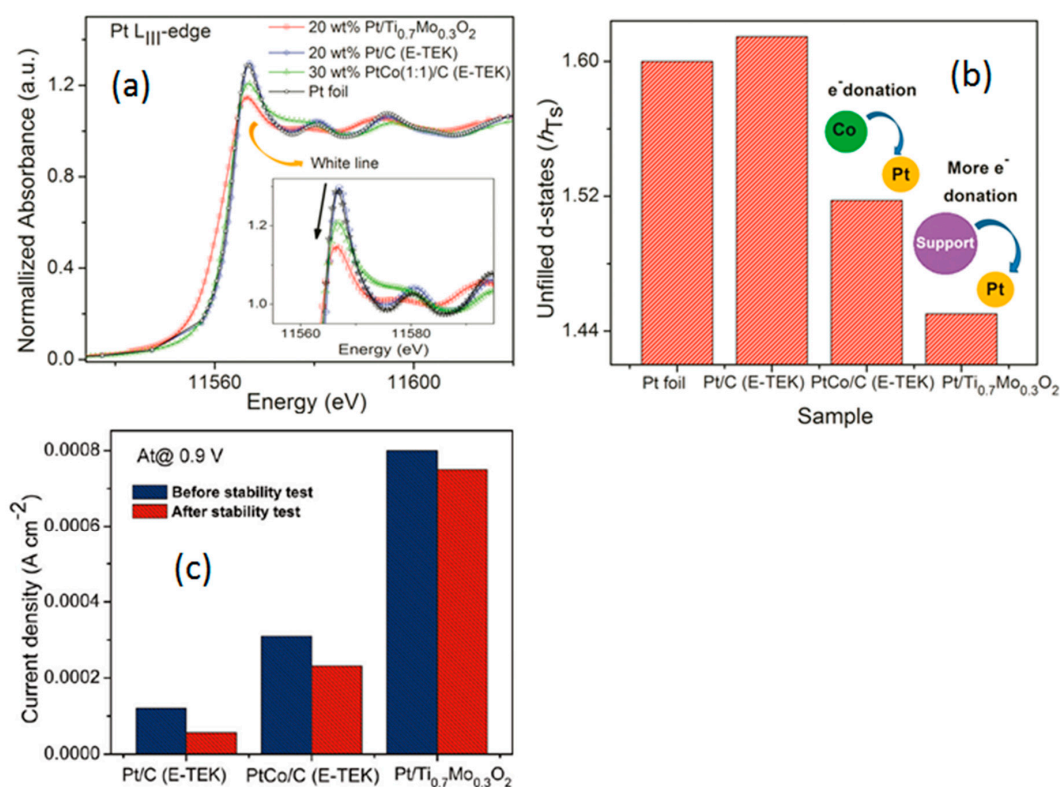 Pt L_III-edge
(a)
20 wt% Pt/Ti0.7Mo0.3O2
20 wt% Pt/C (E-TEK)
30 wt% PtCo(1:1)/C (E-TEK)
Pt foil
White line
Normallized Absorbance (a.u.)
1.2
0.8
0.4
0.0
11560
11600
Energy (eV)
1.2
1.1
1.0
11560
11580
Energy (eV)
(b)
Unfilled d-states (hTs)
1.60
1.52
1.44
e- donation
Co
Pt
More e-
donation
Support
Pt
Pt foil
Pt/C (E-TEK)
PtCo/C (E-TEK)
Pt/Ti0.7Mo0.3O2
Sample
(c)
At@ 0.9 V
Before stability test
After stability test
Current density (A cm-2)
0.0008
0.0006
0.0004
0.0002
0.0000
Pt/C (E-TEK)
PtCo/C (E-TEK)
Pt/Ti0.7Mo0.3O2